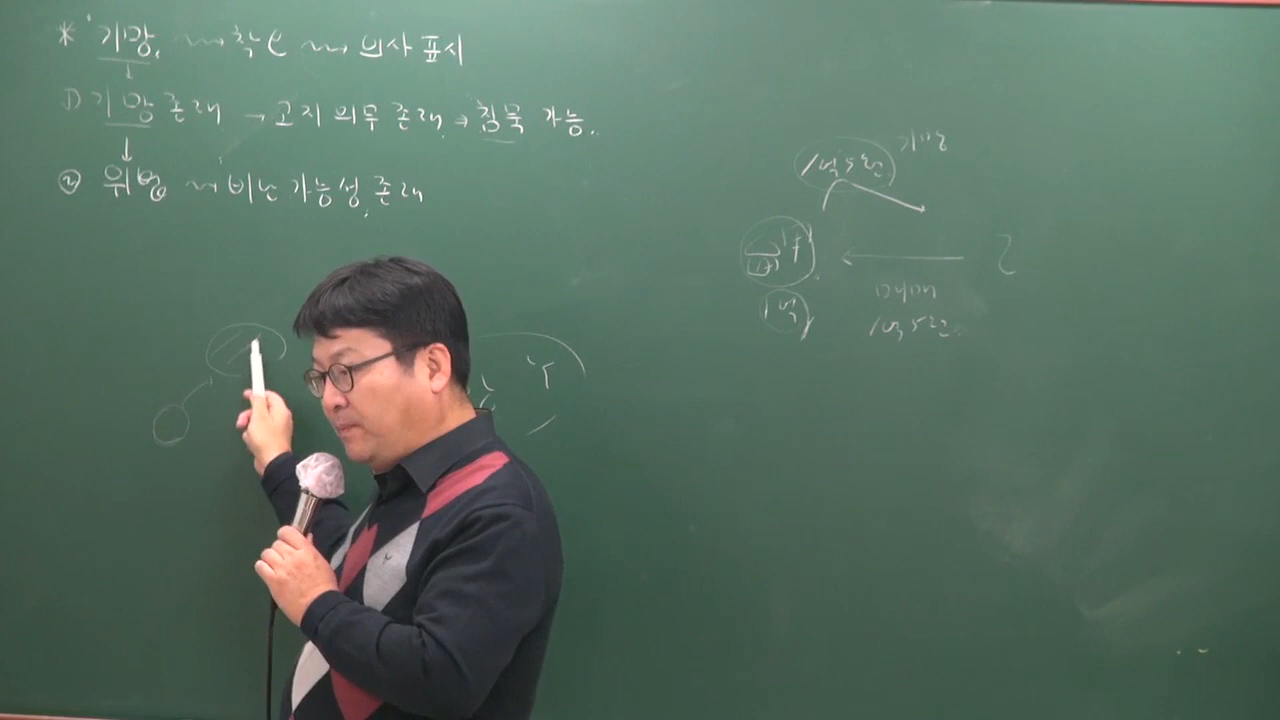 * 기망. 착오 의사표시
① 기망 존재 → 고지 의무 존재 → 침묵 가능.
② 위법 비난 가능성 존재
기망
1억5천
1억
매매
1억5천
乙